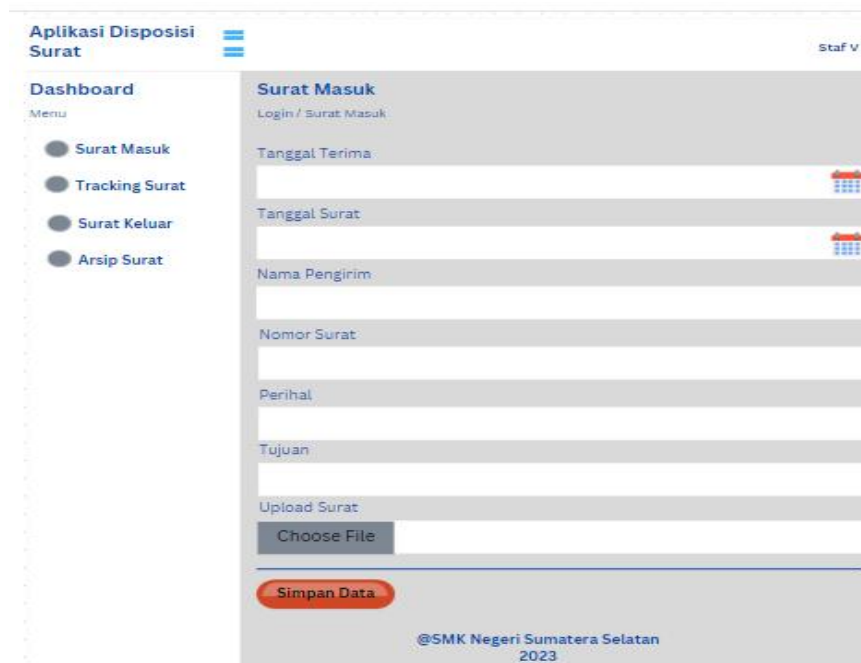 Aplikasi Disposisi
Surat
Staf V
Dashboard
Menu
Surat Masuk
Tracking Surat
Surat Keluar
Arsip Surat
Surat Masuk
Login / Surat Masuk
Tanggal Terima
Tanggal Surat
Nama Pengirim
Nomor Surat
Perihal
Tujuan
Upload Surat
Choose File
Simpan Data
@SMK Negeri Sumatera Selatan
2023